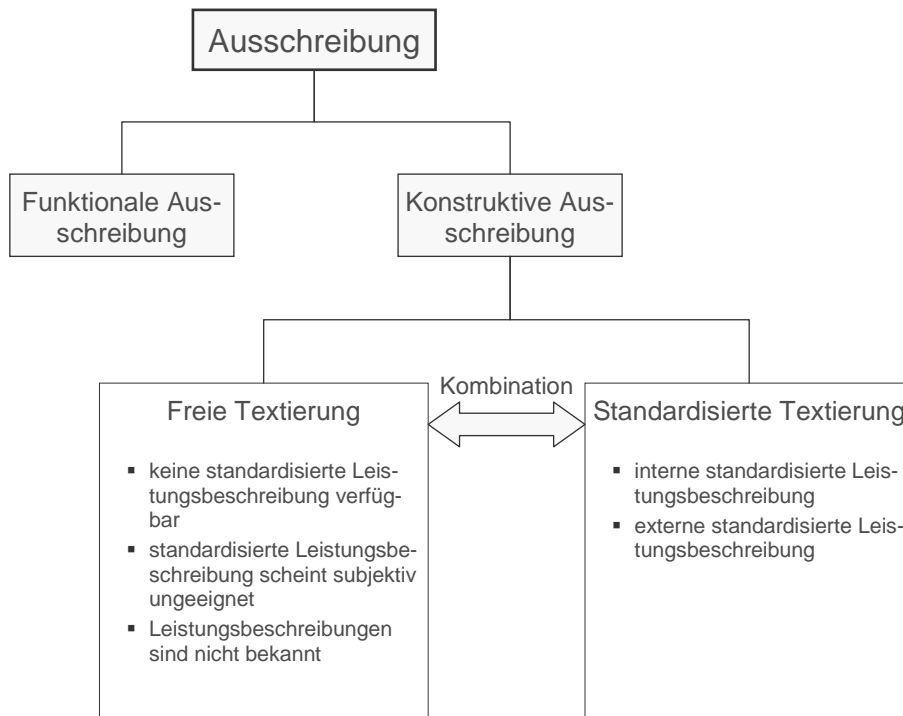 Ausschreibung
Funktionale Aus-
schreibung
Konstruktive Aus-
schreibung
Kombination
Freie Textierung
▪ keine standardisierte Leis-
tungsbeschreibung verfüg-
bar
▪ standardisierte Leistungsbe-
schreibung scheint subjektiv
ungeeignet
▪ Leistungsbeschreibungen
sind nicht bekannt
Standardisierte Textierung
▪ interne standardisierte Leis-
tungsbeschreibung
▪ externe standardisierte Leis-
tungsbeschreibung